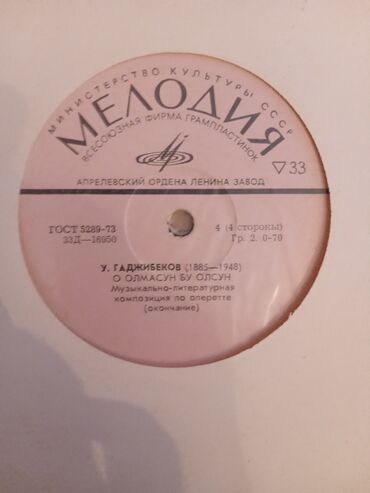 МИНИСТЕРСТВО КУЛЬТУРЫ СССР
МЕЛОДИЯ
ВСЕСОЮЗНАЯ ФИРМА ГРАМПЛАСТИНОК
▽33
АПРЕЛЕВСКИЙ ОРДЕНА ЛЕНИНА ЗАВОД
ГОСТ 5289-73
33Д—16950
4 (4 стороны)
Гр. 2. 0-70
У. ГАДЖИБЕКОВ (1885—1948)
О ОЛМАСУН БУ ОЛСУН
Музыкально-литературная
композиция по оперетте
(окончание)